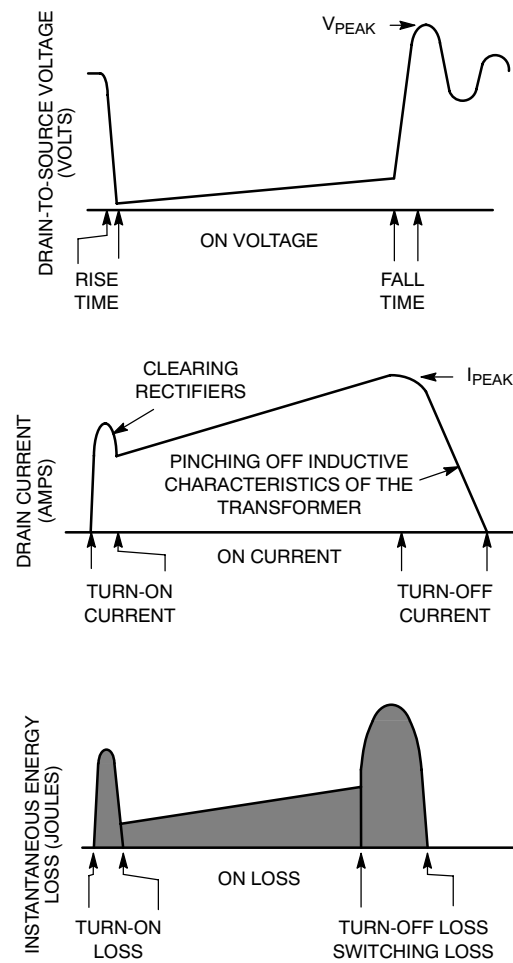 V PEAK
DRAIN-TO-SOURCE VOLTAGE
(VOLTS)
ON VOLTAGE
RISE
TIME
FALL
TIME
CLEARING
RECTIFIERS
I PEAK
DRAIN CURRENT
(AMPS)
PINCHING OFF INDUCTIVE
CHARACTERISTICS OF THE
TRANSFORMER
ON CURRENT
TURN-ON
CURRENT
TURN-OFF
CURRENT
INSTANTANEOUS ENERGY
LOSS (JOULES)
ON LOSS
TURN-ON
LOSS
TURN-OFF LOSS
SWITCHING LOSS